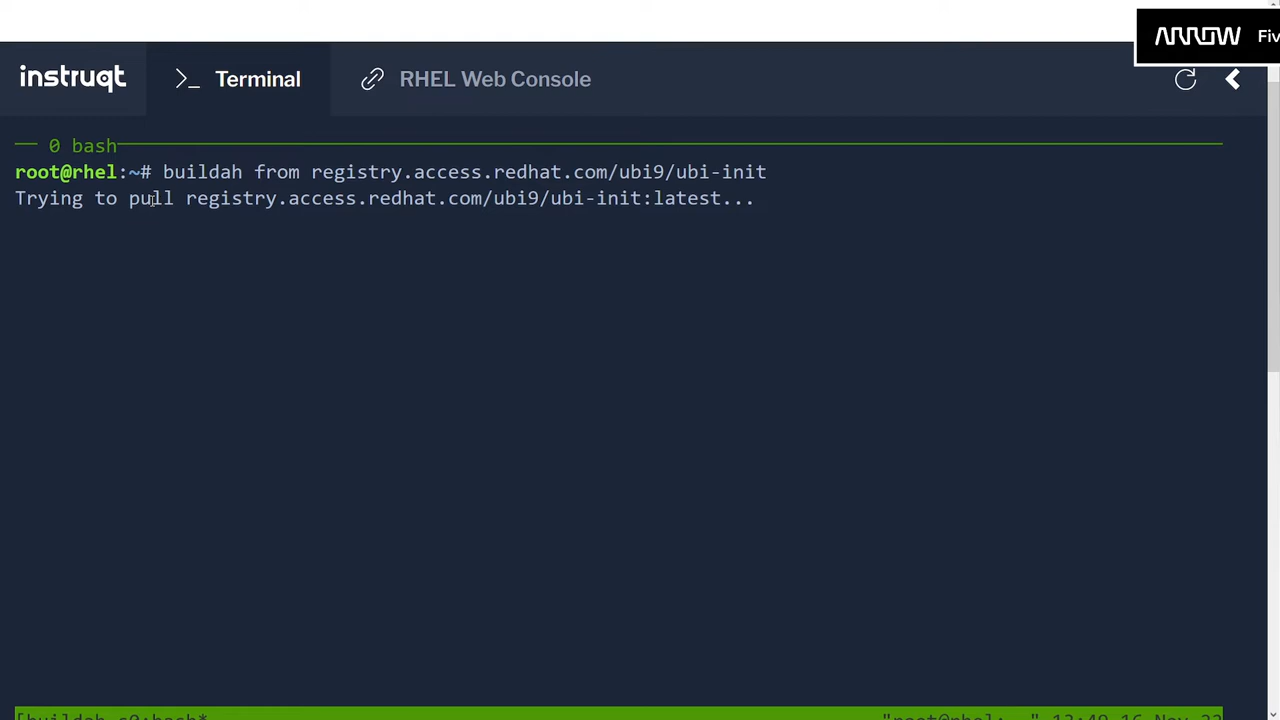 ARROW Fiv
instruqt >_ Terminal RHEL Web Console
0 bash
root@rhel:~# buildah from registry.access.redhat.com/ubi9/ubi-init
Trying to pull registry.access.redhat.com/ubi9/ubi-init:latest...